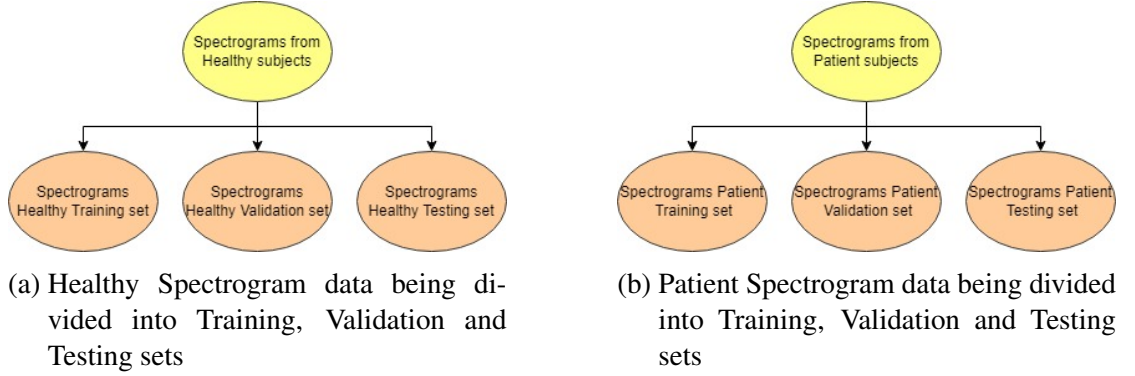 Spectrograms from
Healthy subjects
Spectrograms
Healthy Training set
Spectrograms
Healthy Validation set
Spectrograms
Healthy Testing set
(a) Healthy Spectrogram data being di-
vided into Training, Validation and
Testing sets
Spectrograms from
Patient subjects
Spectrograms Patient
Training set
Spectrograms Patient
Validation set
Spectrograms Patient
Testing set
(b) Patient Spectrogram data being divided
into Training, Validation and Testing
sets